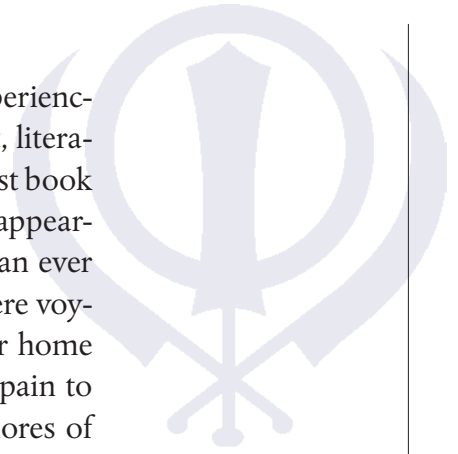 perienc-
, litera-
st book
appear-
an ever
ere voy-
r home
pain to
ores of